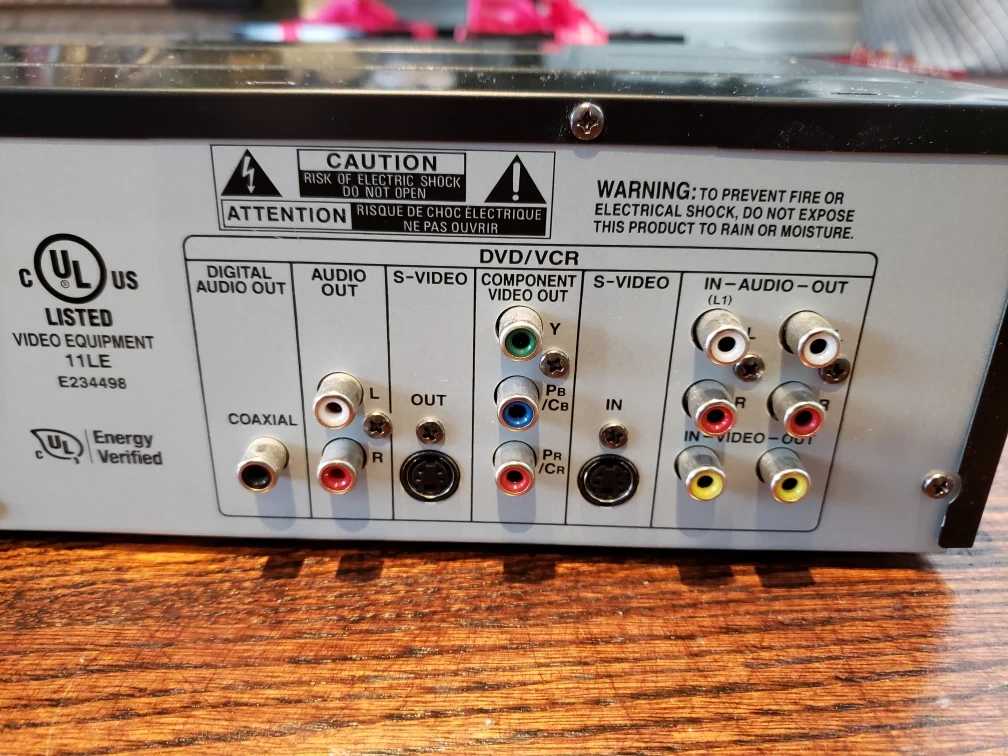 CAUTION
RISK OF ELECTRIC SHOCK
DO NOT OPEN
ATTENTION
RISQUE DE CHOC ÉLECTRIQUE
NE PAS OUVRIR
WARNING: TO PREVENT FIRE OR
ELECTRICAL SHOCK, DO NOT EXPOSE
THIS PRODUCT TO RAIN OR MOISTURE.
C UL ® US
LISTED
VIDEO EQUIPMENT
11LE
E234498
C UL
Energy
Verified
DVD/VCR
DIGITAL
AUDIO OUT
COAXIAL
AUDIO
OUT
L
R
S-VIDEO
OUT
COMPONENT
VIDEO OUT
Y
PB
/CB
PR
/CR
S-VIDEO
IN
IN-AUDIO-OUT
(L1)
L
R
R
IN-VIDEO-OUT